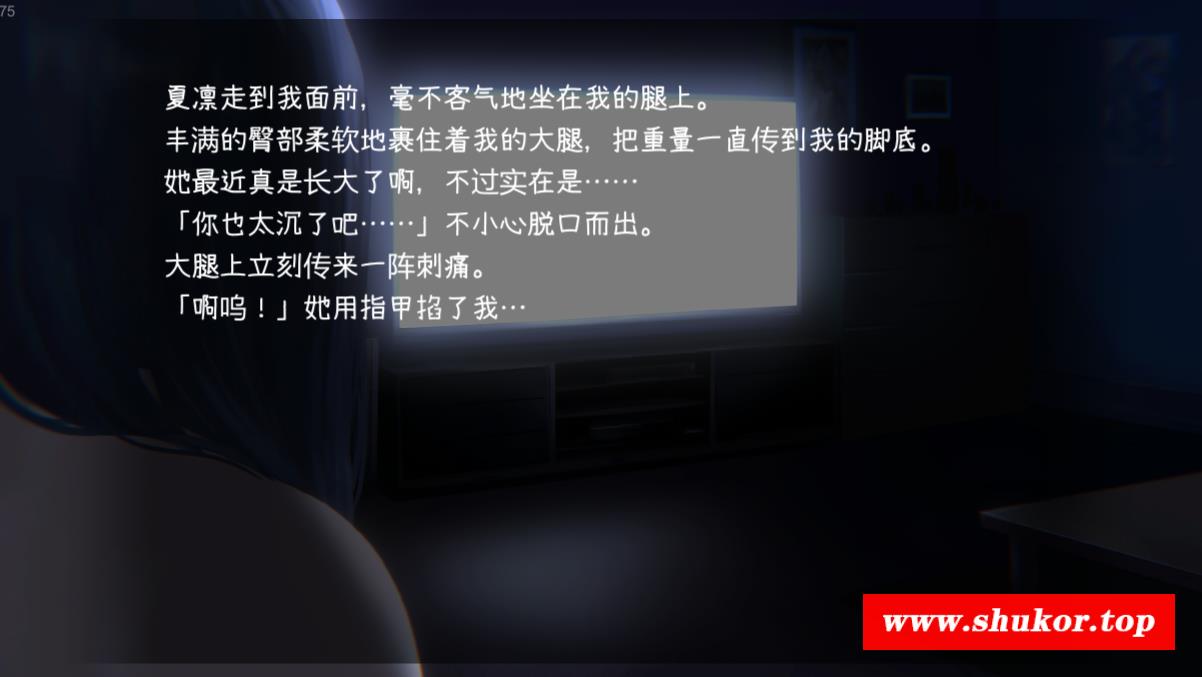 75
夏凛走到我面前，毫不客气地坐在我的腿上。
丰满的臀部柔软地裹住着我的大腿，把重量一直传到我的脚底。
她最近真是长大了啊，不过实在是……
「你也太沉了吧……」不小心脱口而出。
大腿上立刻传来一阵刺痛。
「啊呜！」她用指甲掐了我…
www.shukor.top